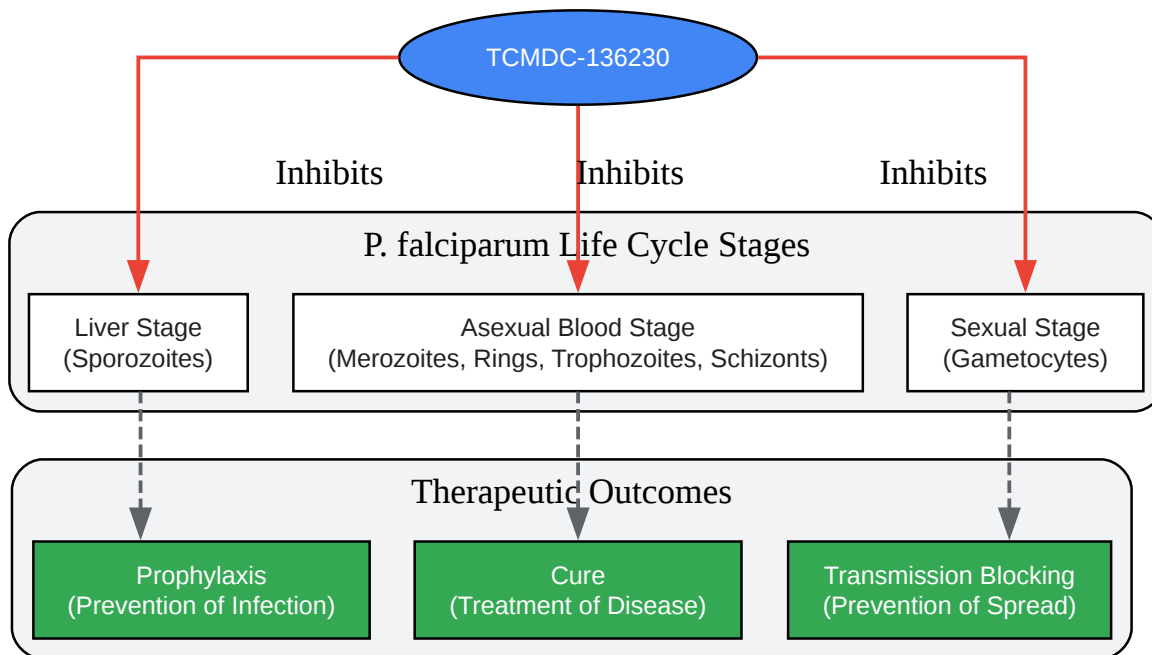 TCMDC-136230
Inhibits
Inhibits
Inhibits
P. falciparum Life Cycle Stages
Liver Stage
(Sporozoites)
Asexual Blood Stage
(Merozoites, Rings, Trophozoites, Schizonts)
Sexual Stage
(Gametocytes)
Therapeutic Outcomes
Prophylaxis
(Prevention of Infection)
Cure
(Treatment of Disease)
Transmission Blocking
(Prevention of Spread)